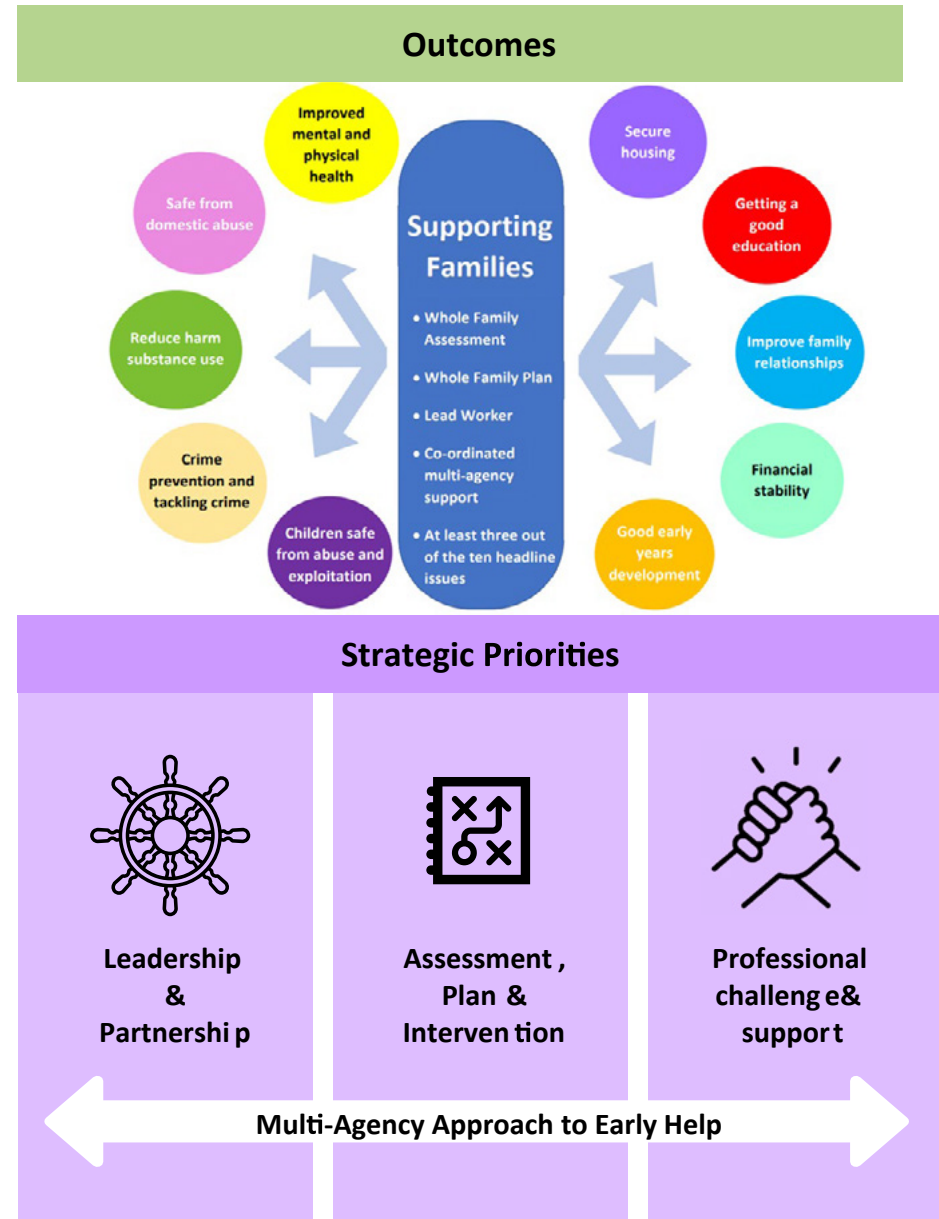 Outcomes
Improved
mental and
physical
health
Safe from
domestic abuse
Reduce harm
substance use
Crime
prevention and
tackling crime
Children safe
from abuse and
exploitation
Supporting
Families
• Whole Family
Assessment
• Whole Family Plan
• Lead Worker
• Co-ordinated
multi-agency
support
• At least three out
of the ten headline
issues
Secure
housing
Getting a
good
education
Improve family
relationships
Financial
stability
Good early
years
development
Strategic Priorities
Leadership
&
Partnershi p
Assessment ,
Plan &
Interven tion
Professional
challeng e&
suppor t
Multi-Agency Approach to Early Help